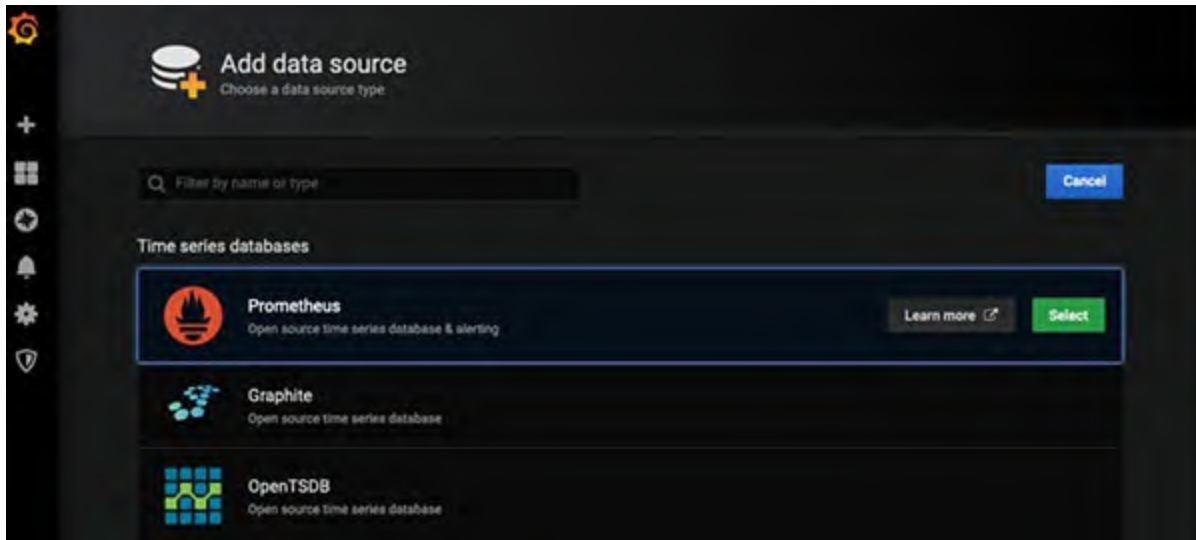 Add data source
Choose a data source type
Filter by name or type
Cancel
Time series databases
Prometheus
Open source time series database & alerting
Learn more
Select
Graphite
Open source time series database
OpenTSDB
Open source time series database